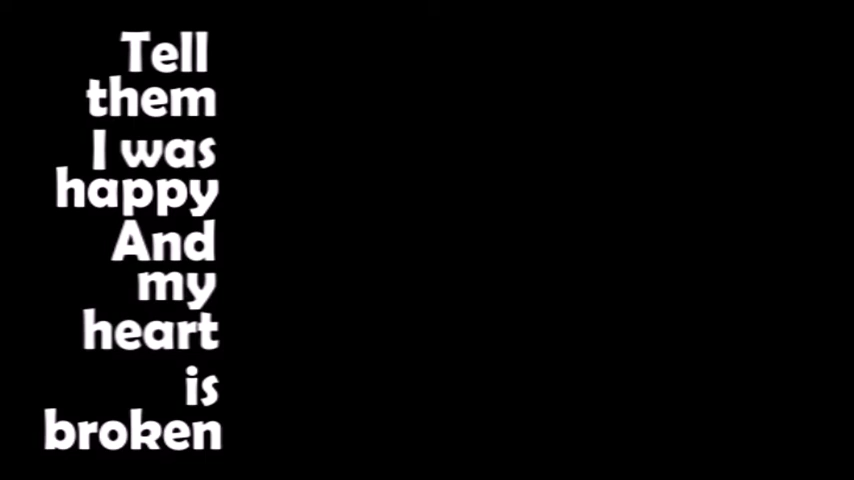 Tell
them
I was
happy
And
my
heart
is
broken